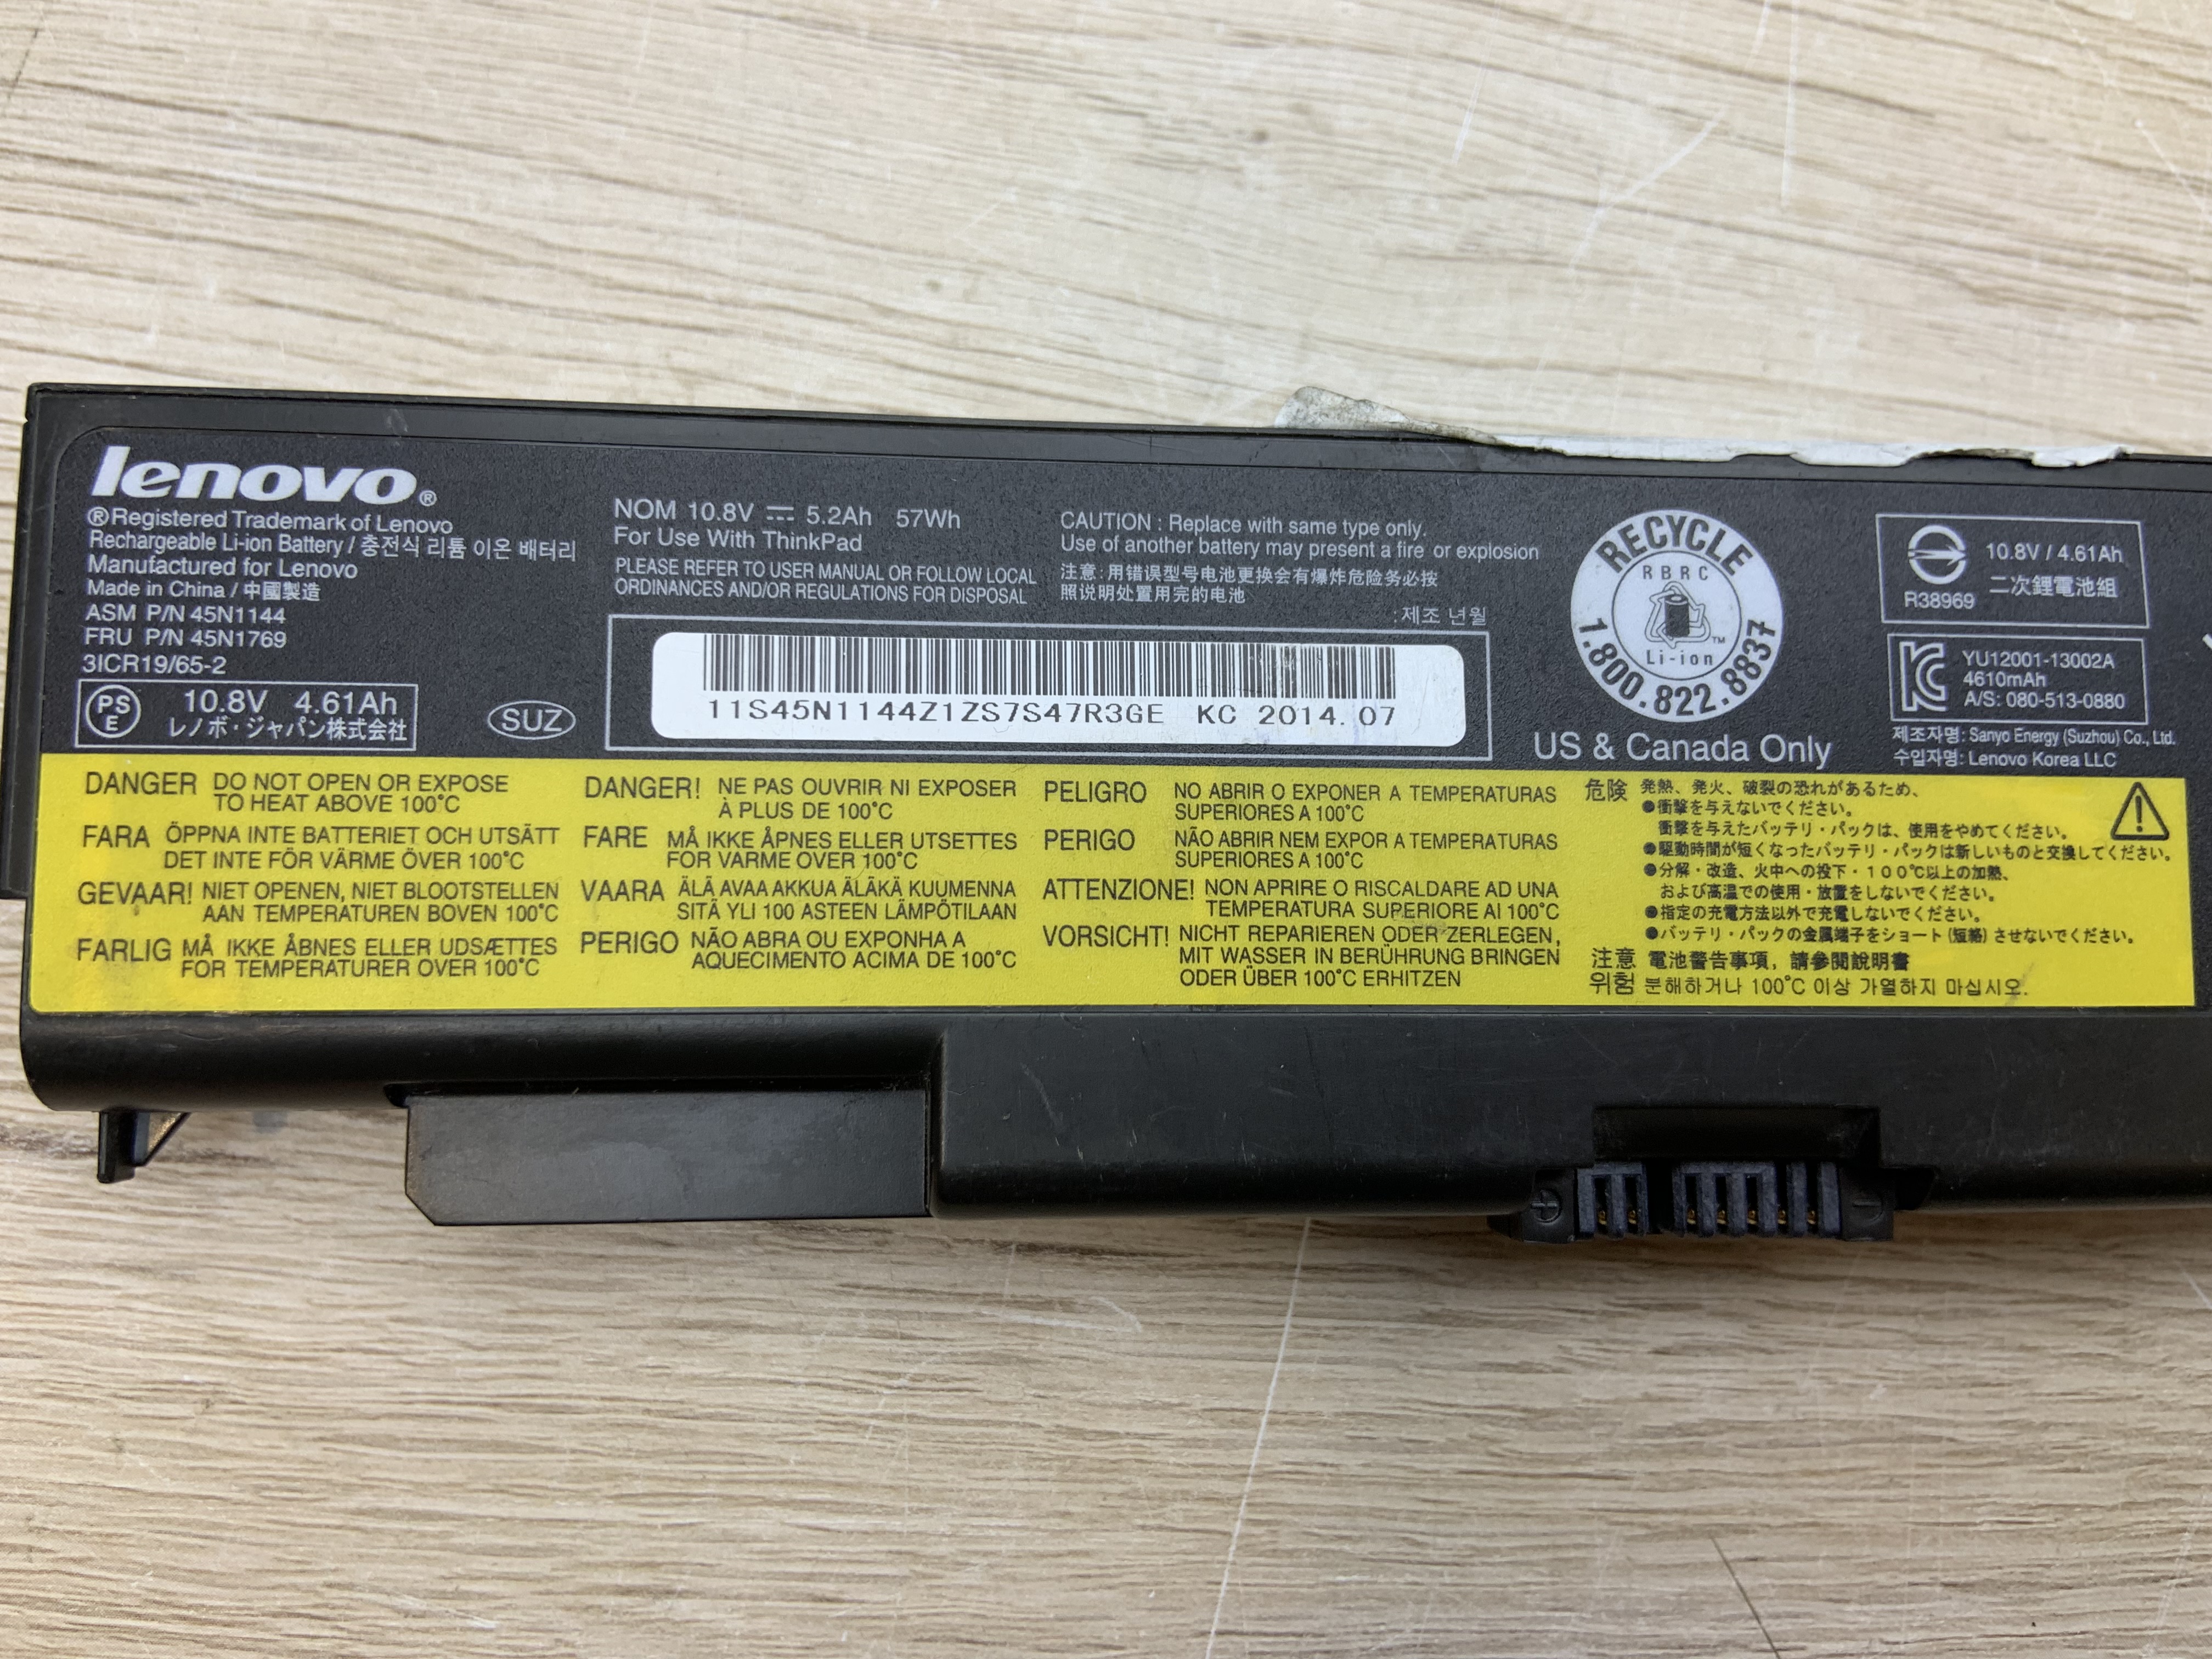 lenovo®
®Registered Trademark of Lenovo
Rechargeable Li-ion Battery / 충전식 리튬 이온 배터리
Manufactured for Lenovo
Made in China / 中國製造
ASM P/N 45N1144
FRU P/N 45N1769
3ICR19/65-2
PS
E
10.8V 4.61Ah
レノボ・ジャパン株式会社
SUZ
NOM 10.8V 5.2Ah 57Wh
For Use With ThinkPad
PLEASE REFER TO USER MANUAL OR FOLLOW LOCAL
ORDINANCES AND/OR REGULATIONS FOR DISPOSAL
CAUTION : Replace with same type only.
Use of another battery may present a fire or explosion
注意:用错误型号电池更换会有爆炸危险务必按
照说明处置用完的电池
:제조 년월
11S45N1144Z1ZS7S47R3GE KC 2014.07
RECYCLE
RBRC
TM
Li-ion
1.800.822.8837
US & Canada Only
10.8V / 4.61Ah
二次鋰電池組
R38969
YU12001-13002A
4610mAh
A/S: 080-513-0880
제조자명: Sanyo Energy (Suzhou) Co., Ltd.
수입자명: Lenovo Korea LLC
DANGER DO NOT OPEN OR EXPOSE
TO HEAT ABOVE 100°C
FARA ÖPPNA INTE BATTERIET OCH UTSÄTT
DET INTE FÖR VÄRME ÖVER 100°C
GEVAAR! NIET OPENEN, NIET BLOOTSTELLEN
AAN TEMPERATUREN BOVEN 100°C
FARLIG MÅ IKKE ÅBNES ELLER UDSÆTTES
FOR TEMPERATURER OVER 100°C
DANGER! NE PAS OUVRIR NI EXPOSER
À PLUS DE 100°C
FARE MÅ IKKE ÅPNES ELLER UTSETTES
FOR VARME OVER 100°C
VAARA ÄLÄ AVAA AKKUA ÄLÄKÄ KUUMENNA
SITÄ YLI 100 ASTEEN LÄMPÖTILAAN
PERIGO NÃO ABRA OU EXPONHA A
AQUECIMENTO ACIMA DE 100°C
PELIGRO NO ABRIR O EXPONER A TEMPERATURAS
SUPERIORES A 100°C
PERIGO NÃO ABRIR NEM EXPOR A TEMPERATURAS
SUPERIORES A 100°C
ATTENZIONE! NON APRIRE O RISCALDARE AD UNA
TEMPERATURA SUPERIORE AI 100°C
VORSICHT! NICHT REPARIEREN ODER ZERLEGEN,
MIT WASSER IN BERÜHRUNG BRINGEN
ODER ÜBER 100°C ERHITZEN
危険 発熱、発火、破裂の恐れがあるため、
●衝撃を与えないでください。
衝撃を与えたバッテリ・パックは、使用をやめてください。
●駆動時間が短くなったバッテリ・パックは新しいものと交換してください。
●分解・改造、火中への投下・100℃以上の加熱、
および高温での使用・放置をしないでください。
●指定の充電方法以外で充電しないでください。
●バッテリ・パックの金属端子をショート(短絡)させないでください。
注意 電池警告事項, 請參閱說明書
위험 분해하거나 100°C 이상 가열하지 마십시오.